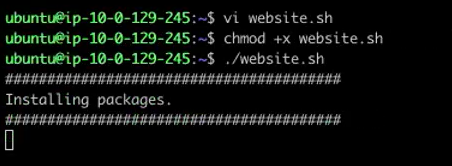 ubuntu@ip-10-0-129-245:~$ vi website.sh
ubuntu@ip-10-0-129-245:~$ chmod +x website.sh
ubuntu@ip-10-0-129-245:~$ ./website.sh
########################################
Installing packages.
########################################